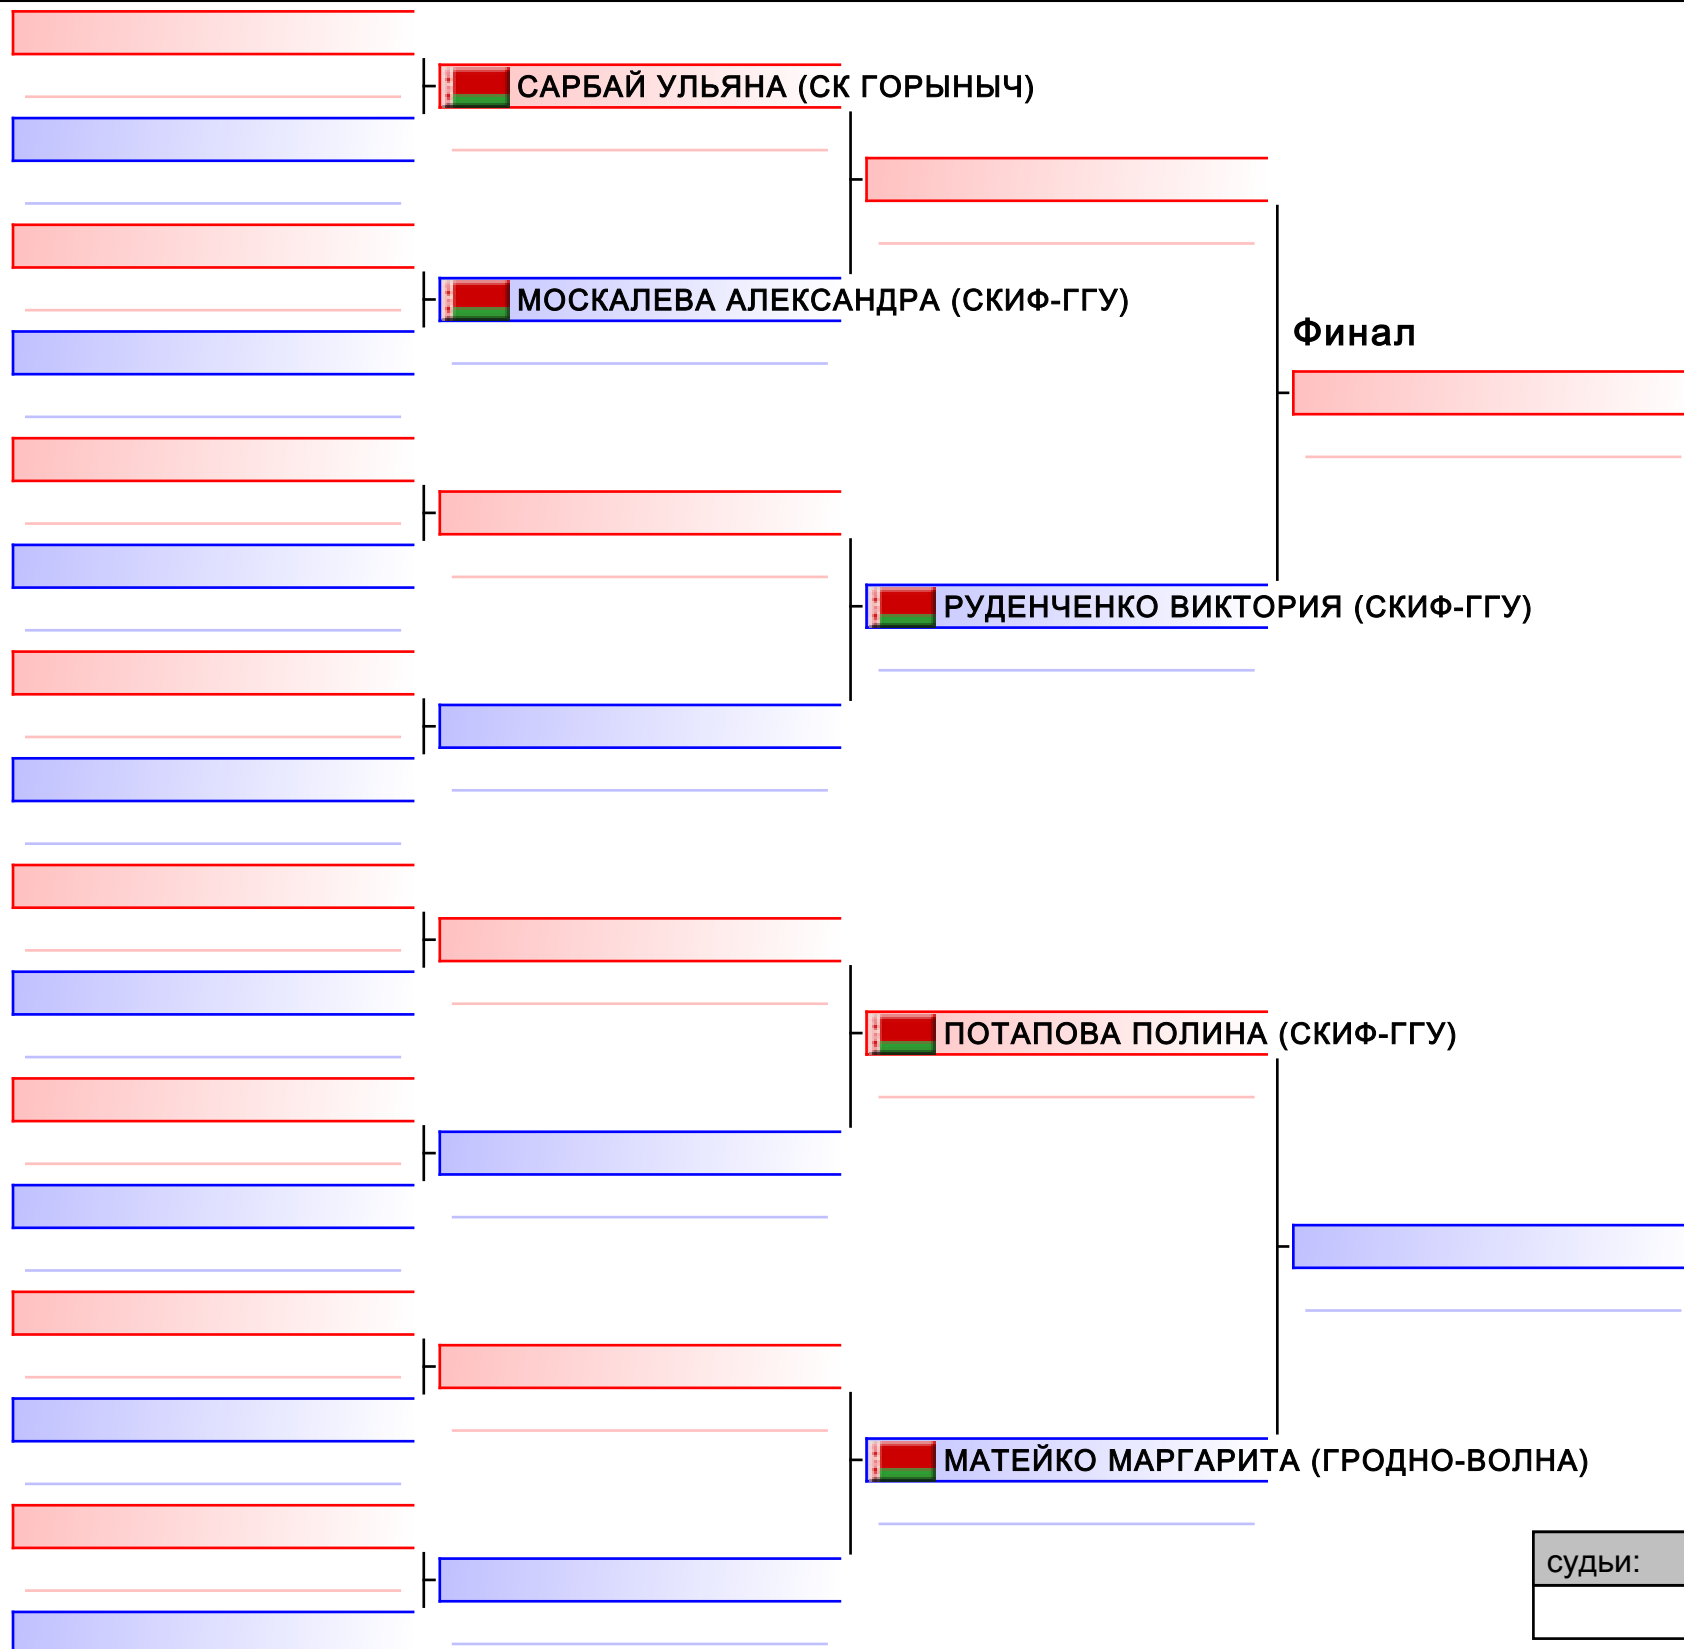 САРБАЙ УЛЬЯНА (СК ГОРЫНЫЧ)
МОСКАЛЕВА АЛЕКСАНДРА (СКИФ-ГГУ)
Финал
РУДЕНЧЕНКО ВИКТОРИЯ (СКИФ-ГГУ)
ПОТАПОВА ПОЛИНА (СКИФ-ГГУ)
МАТЕЙКО МАРГАРИТА (ГРОДНО-ВОЛНА)
судьи: